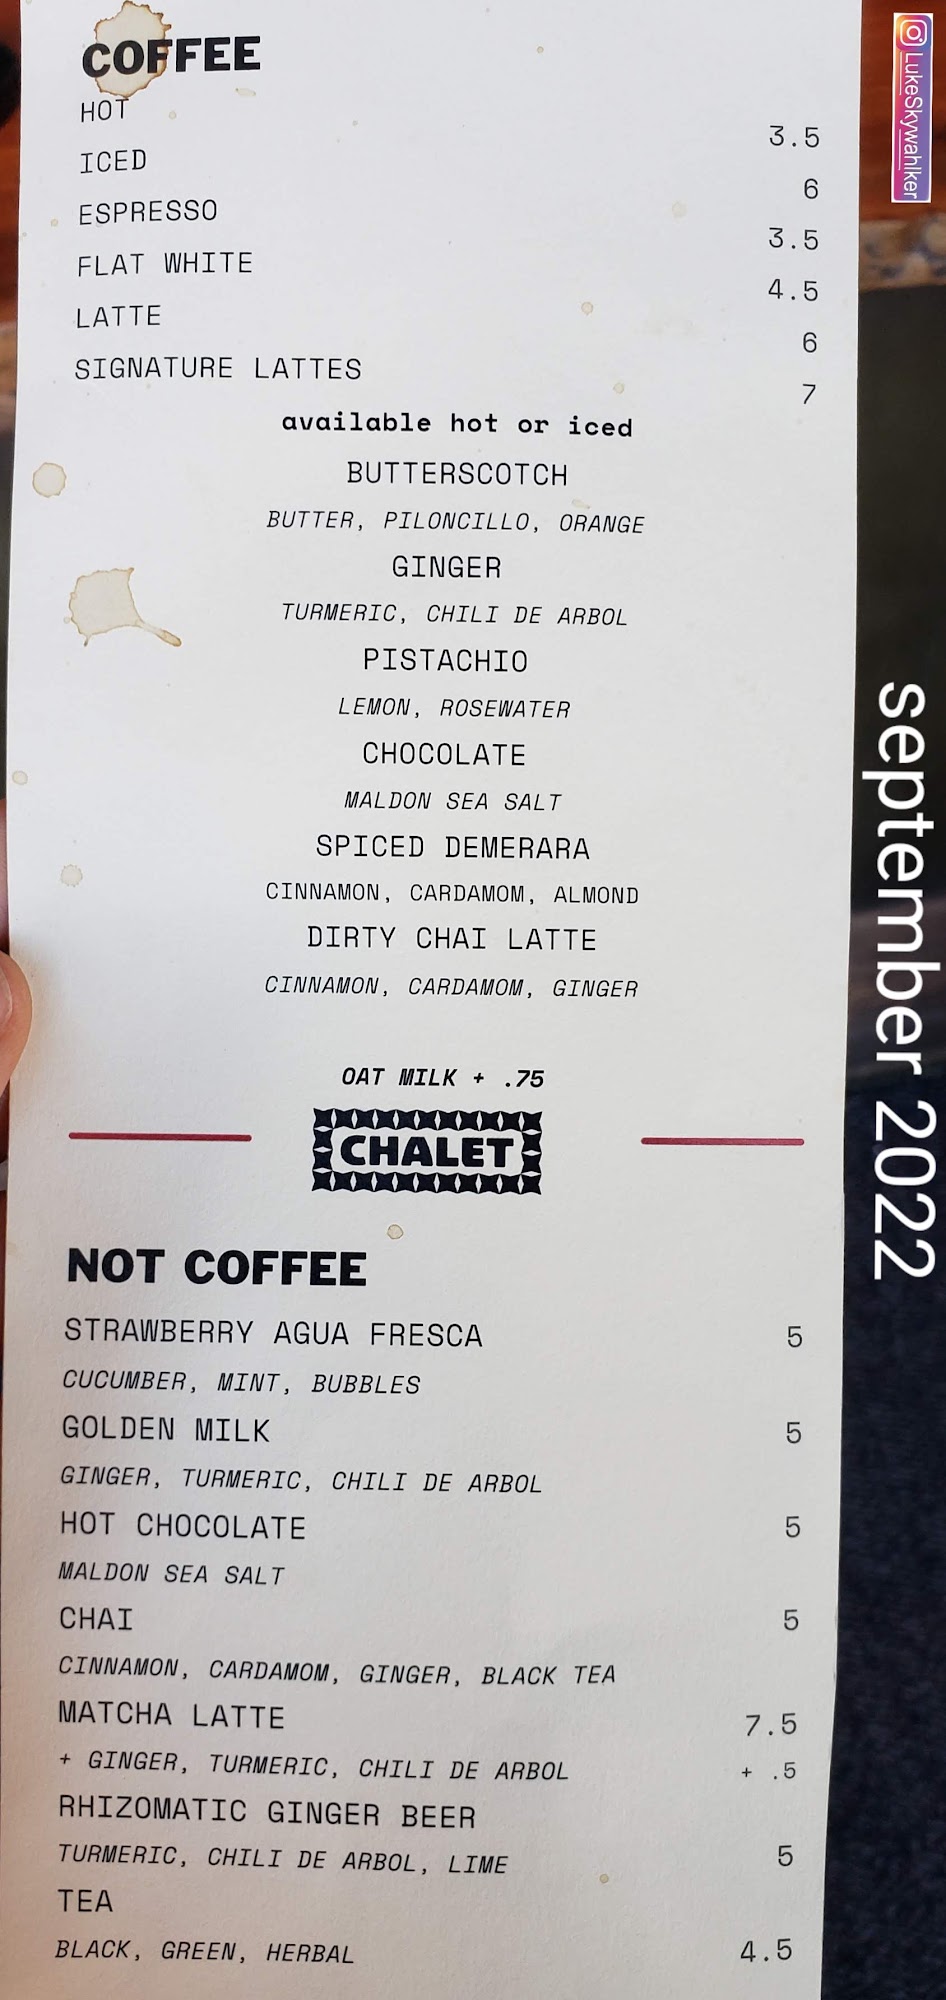 COFFEE
HOT 3.5
ICED 6
ESPRESSO 3.5
FLAT WHITE 4.5
LATTE 6
SIGNATURE LATTES 7
available hot or iced
BUTTERSCOTCH
BUTTER, PILONCILLO, ORANGE
GINGER
TURMERIC, CHILI DE ARBOL
PISTACHIO
LEMON, ROSEWATER
CHOCOLATE
MALDON SEA SALT
SPICED DEMERARA
CINNAMON, CARDAMOM, ALMOND
DIRTY CHAI LATTE
CINNAMON, CARDAMOM, GINGER
OAT MILK + .75
CHALET
NOT COFFEE
STRAWBERRY AGUA FRESCA 5
CUCUMBER, MINT, BUBBLES
GOLDEN MILK 5
GINGER, TURMERIC, CHILI DE ARBOL
HOT CHOCOLATE 5
MALDON SEA SALT
CHAI 5
CINNAMON, CARDAMOM, GINGER, BLACK TEA
MATCHA LATTE 7.5
+ GINGER, TURMERIC, CHILI DE ARBOL + .5
RHIZOMATIC GINGER BEER
TURMERIC, CHILI DE ARBOL, LIME 5
TEA
BLACK, GREEN, HERBAL 4.5
LukeSkywahlker
september 2022